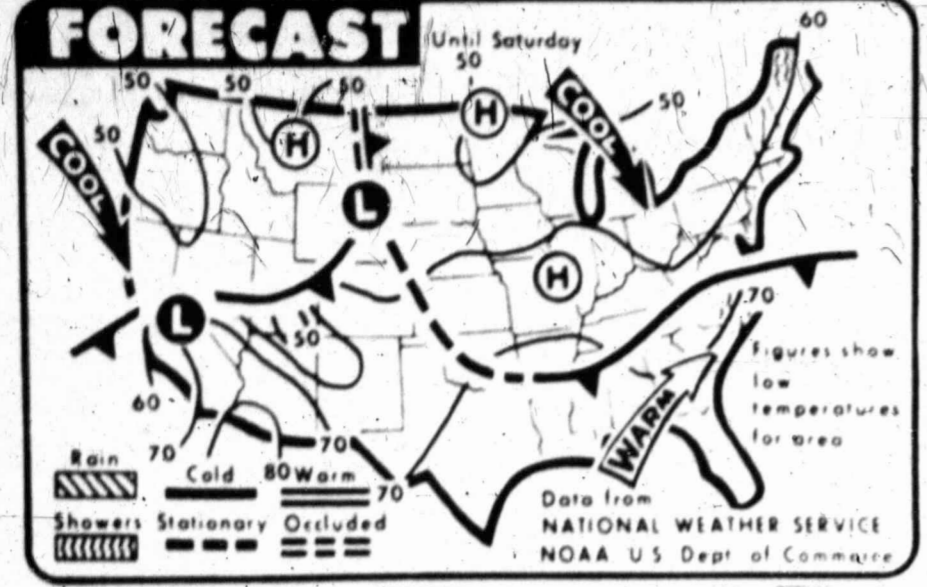 FORECAST
Until Saturday
60
50
50
50
50
50
50
COOL
COOL
H
H
L
H
L
50
.70
60
70
80
70
70
WARM
Figures show
low
temperatures
for area
Rain
Cold
Warm
Showers
Stationary
Occluded
Data from
NATIONAL WEATHER SERVICE
NOAA U S Dept of Commerce